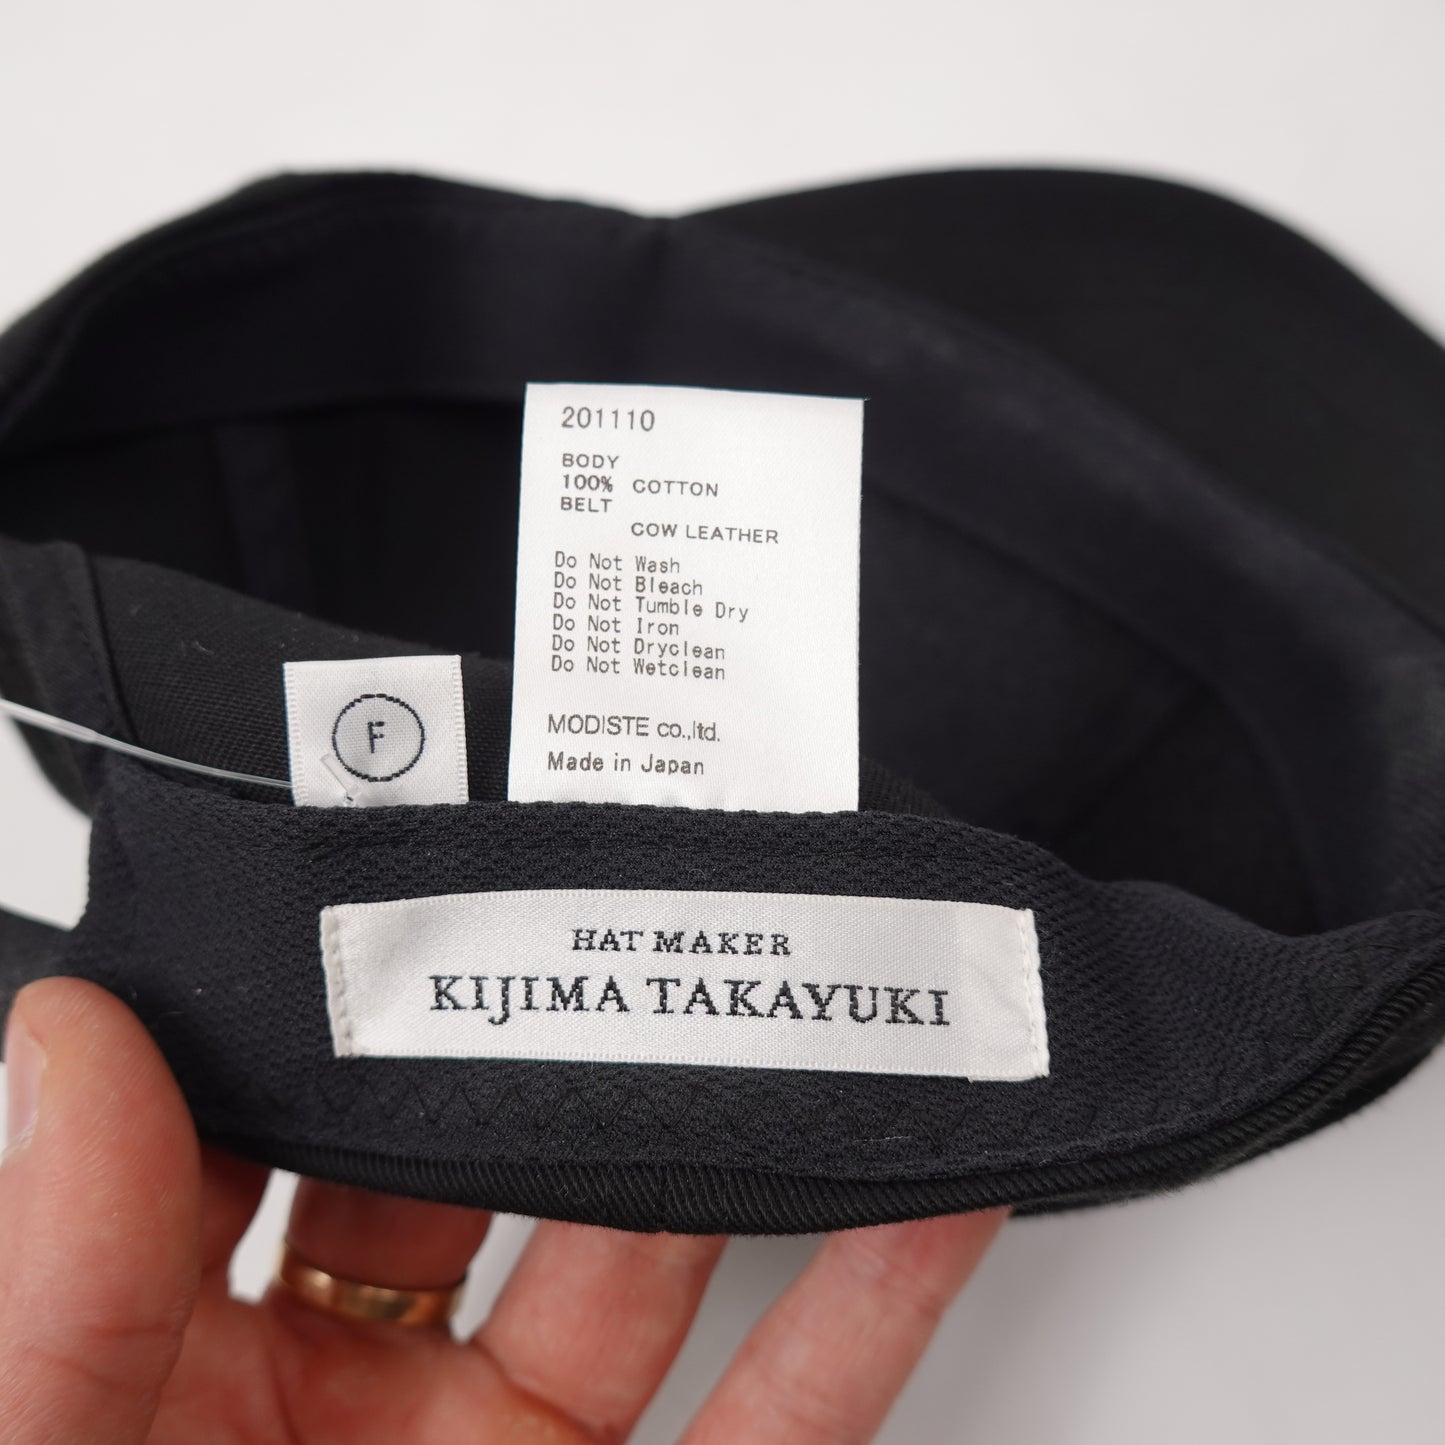 201110
BODY
100% COTTON
BELT
COW LEATHER
Do Not Wash
Do Not Bleach
Do Not Tumble Dry
Do Not Iron
Do Not Dryclean
Do Not Wetclean
MODISTE co.,ltd.
Made in Japan
F
HAT MAKER
KIJIMA TAKAYUKI